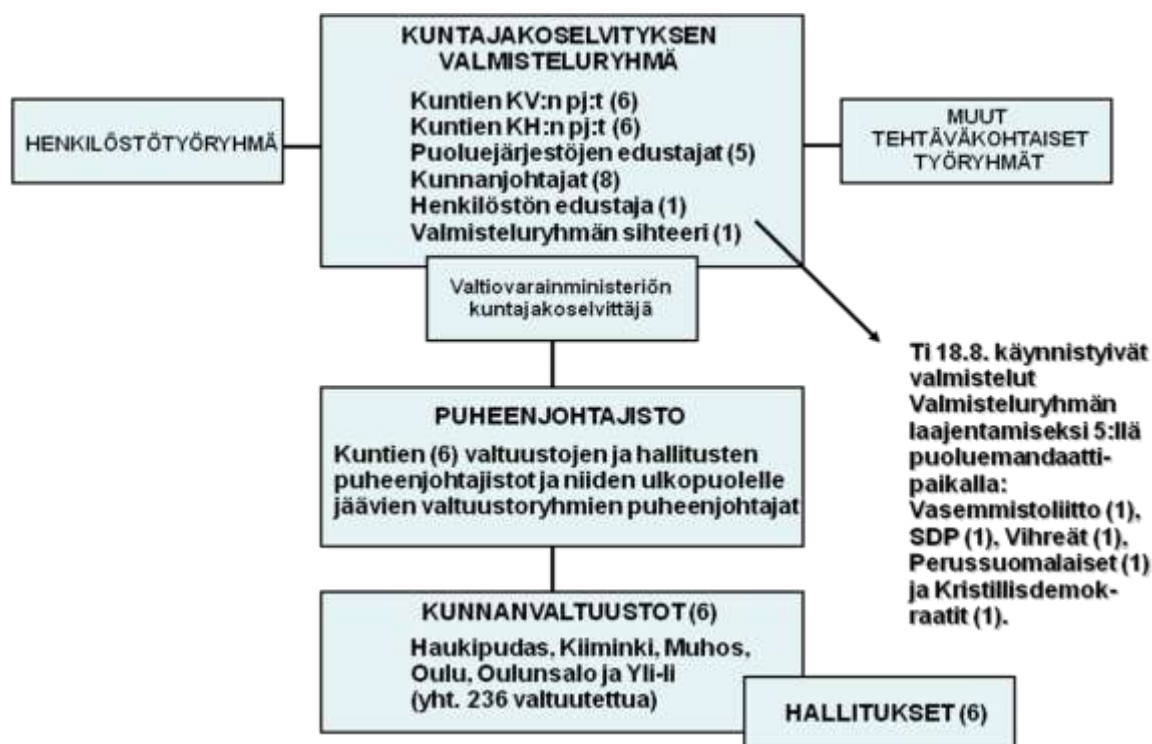 KUNTAJAKOSELVITYKSEN
VALMISTELURYHMÄ
Kuntien KV:n pj:t (6)
Kuntien KH:n pj:t (6)
Puoluejärjestöjen edustajat (5)
Kunnanjohtajat (8)
Henkilöstön edustaja (1)
Valmisteluryhmän sihteeri (1)
HENKILÖSTÖTYÖRYHMÄ
MUUT
TEHTÄVÄKOHTAISET
TYÖRYHMÄT
Valtiovarainministeriön
kuntajakoselvittäjä
Ti 18.8. käynnistyivät
valmistelut
Valmisteluryhmän
laajentamiseksi 5:llä
puoluemandaatti-
paikalla:
Vasemmistoliitto (1),
SDP (1), Vihreät (1),
Perussuomalaiset (1)
ja Kristillisdemok-
raatit (1).
PUHEENJOHTAJISTO
Kuntien (6) valtuustojen ja hallitusten
puheenjohtajistot ja niiden ulkopuolelle
jäävien valtuustoryhmien puheenjohtajat
KUNNANVALTUUSTOT (6)
Haukipudas, Kiiminki, Muhos,
Oulu, Oulunsalo ja Yli-Ii
(yht. 236 valtuutettua)
HALLITUKSET (6)